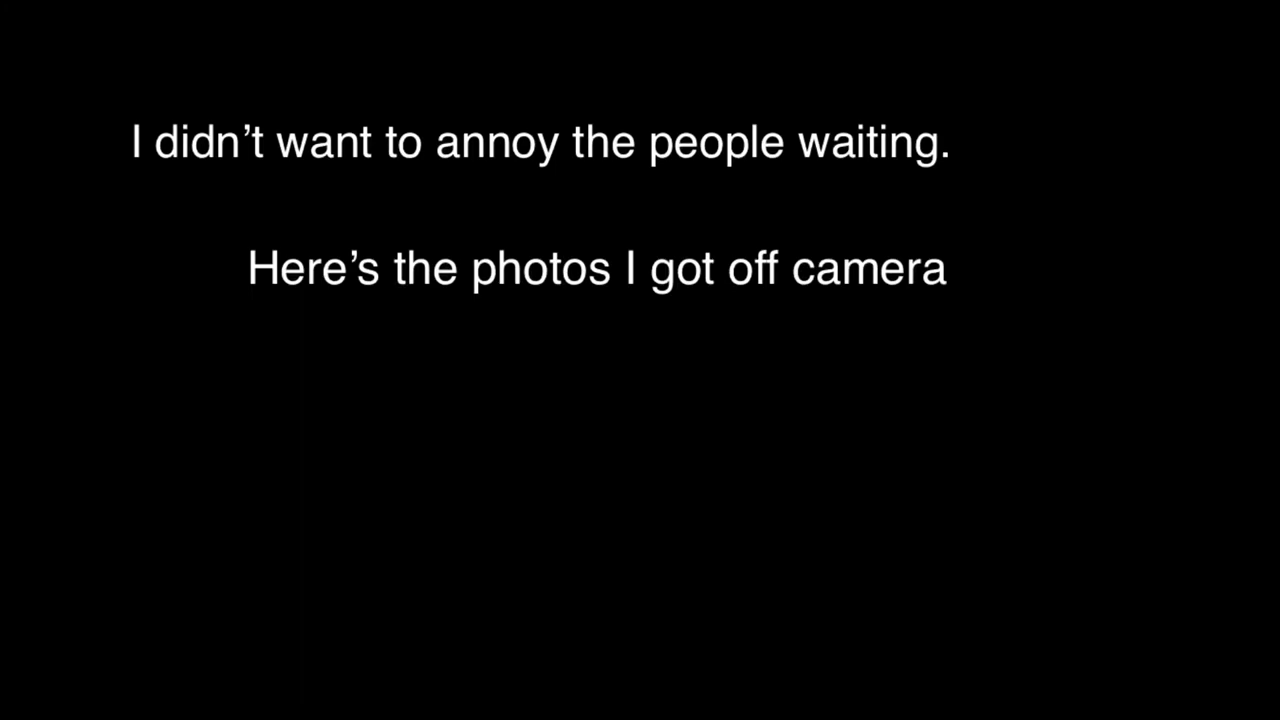 I didn’t want to annoy the people waiting.
Here’s the photos I got off camera